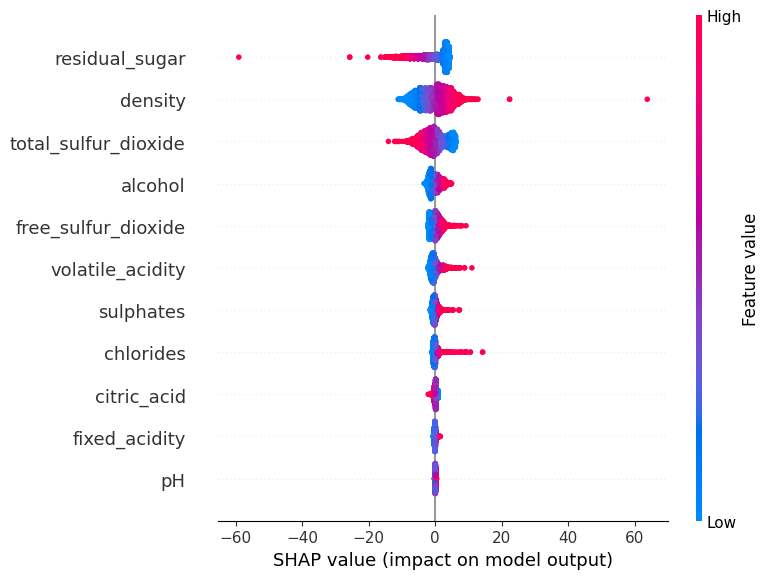 High
residual_sugar
density
total_sulfur_dioxide
alcohol
free_sulfur_dioxide
volatile_acidity
sulphates
chlorides
citric_acid
fixed_acidity
pH
Feature value
Low
−60 −40 −20 0 20 40 60
SHAP value (impact on model output)